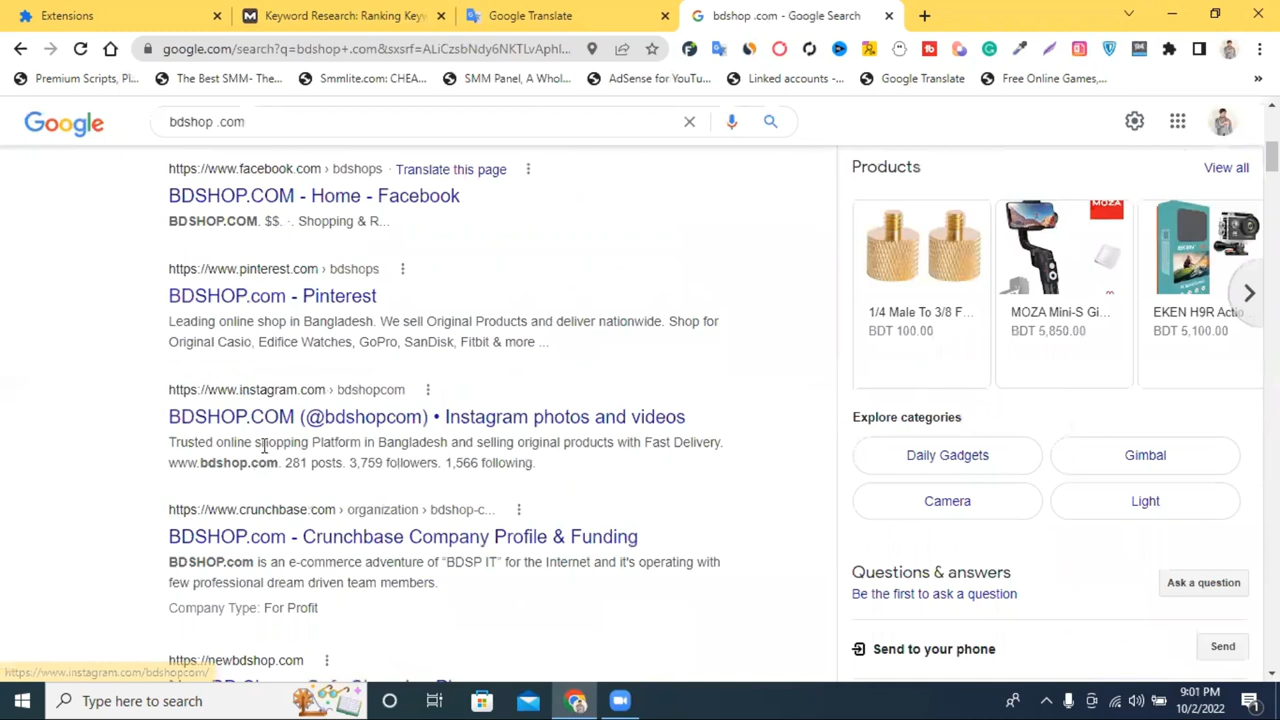 Extensions
Keyword Research: Ranking Key
Google Translate
bdshop .com - Google Search
google.com/search?q=bdshop+.com&sxsrf=ALiCzsbNdy6NKTLvAphl...
Premium Scripts, Pl...
The Best SMM- The...
Smmlite.com: CHEA...
SMM Panel, A Whol...
AdSense for YouTu...
Linked accounts -...
Google Translate
Free Online Games,...
Google
bdshop .com
https://www.facebook.com › bdshops · Translate this page
BDSHOP.COM - Home - Facebook
BDSHOP.COM. $$. ·. Shopping & R...
https://www.pinterest.com › bdshops
BDSHOP.com - Pinterest
Leading online shop in Bangladesh. We sell Original Products and deliver nationwide. Shop for
Original Casio, Edifice Watches, GoPro, SanDisk, Fitbit & more ...
https://www.instagram.com › bdshopcom
BDSHOP.COM (@bdshopcom) • Instagram photos and videos
Trusted online shopping Platform in Bangladesh and selling original products with Fast Delivery.
www.bdshop.com. 281 posts. 3,759 followers. 1,566 following.
https://www.crunchbase.com › organization › bdshop-c...
BDSHOP.com - Crunchbase Company Profile & Funding
BDSHOP.com is an e-commerce adventure of “BDSP IT” for the Internet and it's operating with
few professional dream driven team members.
Company Type: For Profit
https://newbdshop.com
https://www.instagram.com/bdshopcom/
Products
View all
MOZA
EKEN
1/4 Male To 3/8 F...
BDT 100.00
MOZA Mini-S Gi...
BDT 5,850.00
EKEN H9R Actio
BDT 5,100.00
Explore categories
Daily Gadgets
Gimbal
Camera
Light
Questions & answers
Be the first to ask a question
Ask a question
Send to your phone
Send
Type here to search
9:01 PM
10/2/2022
1